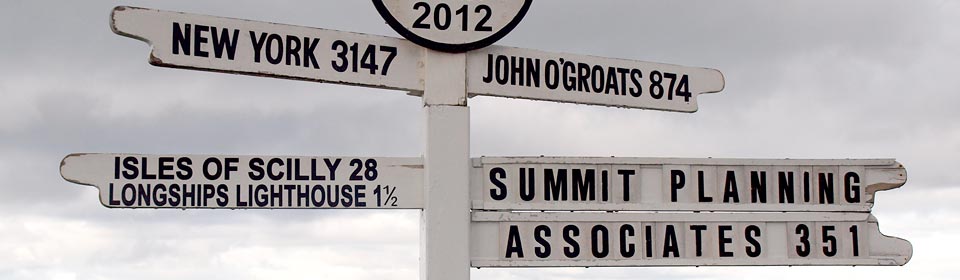 2012
NEW YORK 3147
JOHN O'GROATS 874
ISLES OF SCILLY 28
LONGSHIPS LIGHTHOUSE 1½
SUMMIT PLANNING
ASSOCIATES 351